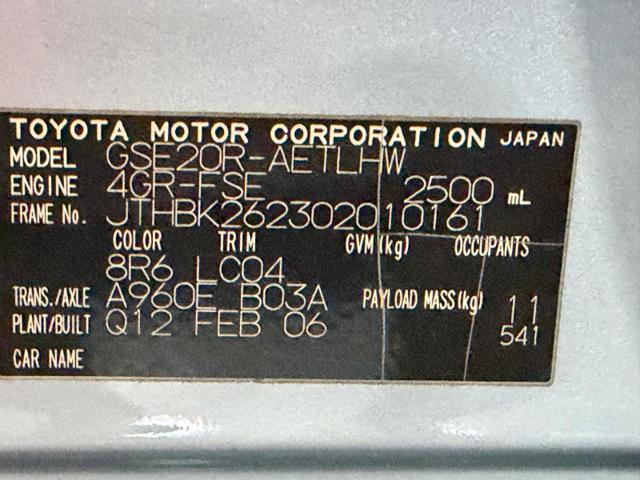 TOYOTA MOTOR CORPORATION JAPAN
MODEL GSE20R-AETLHW
ENGINE 4GR-FSE 2500 mL
FRAME No. JTHBK262302010161
COLOR TRIM GVM (kg) OCCUPANTS
8R6 LC04
TRANS./AXLE A960E B03A PAYLOAD MASS (kg) 11
PLANT/BUILT Q12 FEB 06 541
CAR NAME